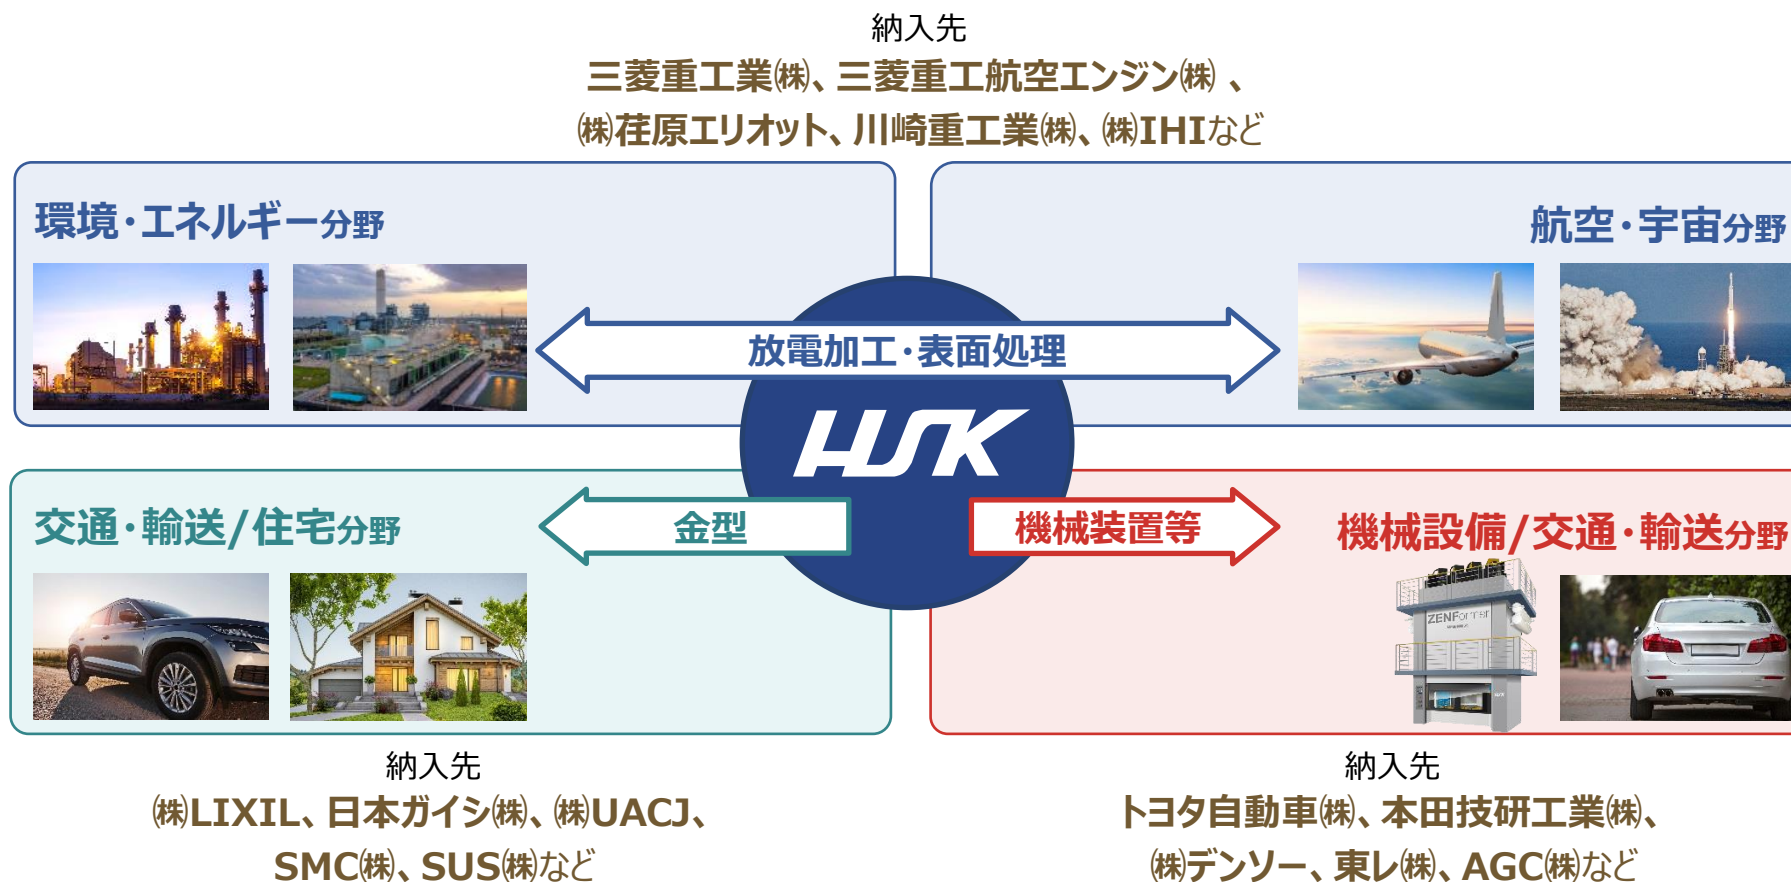 納入先
三菱重工業㈱、三菱重工航空エンジン㈱ 、
㈱荏原エリオット、川崎重工業㈱、㈱IHIなど
環境・エネルギー分野
航空・宇宙分野
放電加工・表面処理
HSK
交通・輸送/住宅分野
金型
機械装置等
機械設備/交通・輸送分野
ZENFormer
HSK
納入先
㈱LIXIL、日本ガイシ㈱、㈱UACJ、
SMC㈱、SUS㈱など
納入先
トヨタ自動車㈱、本田技研工業㈱、
㈱デンソー、東レ㈱、AGC㈱など